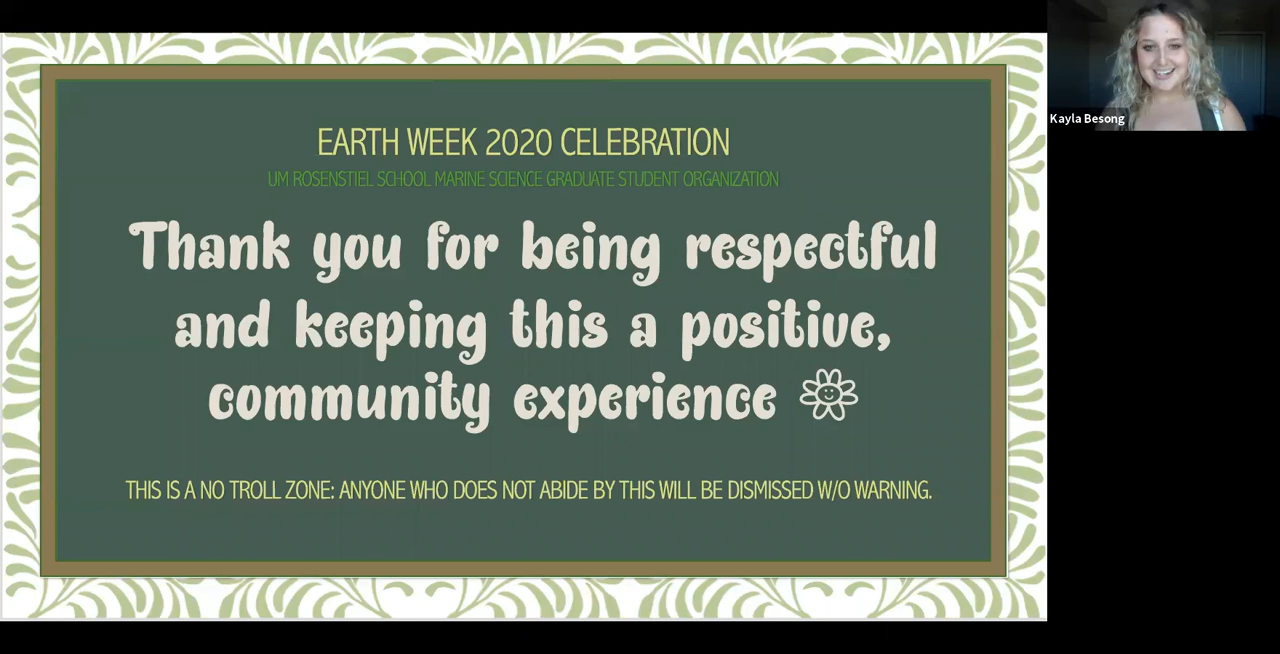 EARTH WEEK 2020 CELEBRATION
UM ROSENSTIEL SCHOOL MARINE SCIENCE GRADUATE STUDENT ORGANIZATION
Thank you for being respectful
and keeping this a positive,
community experience
THIS IS A NO TROLL ZONE: ANYONE WHO DOES NOT ABIDE BY THIS WILL BE DISMISSED W/O WARNING.
Kayla Besong